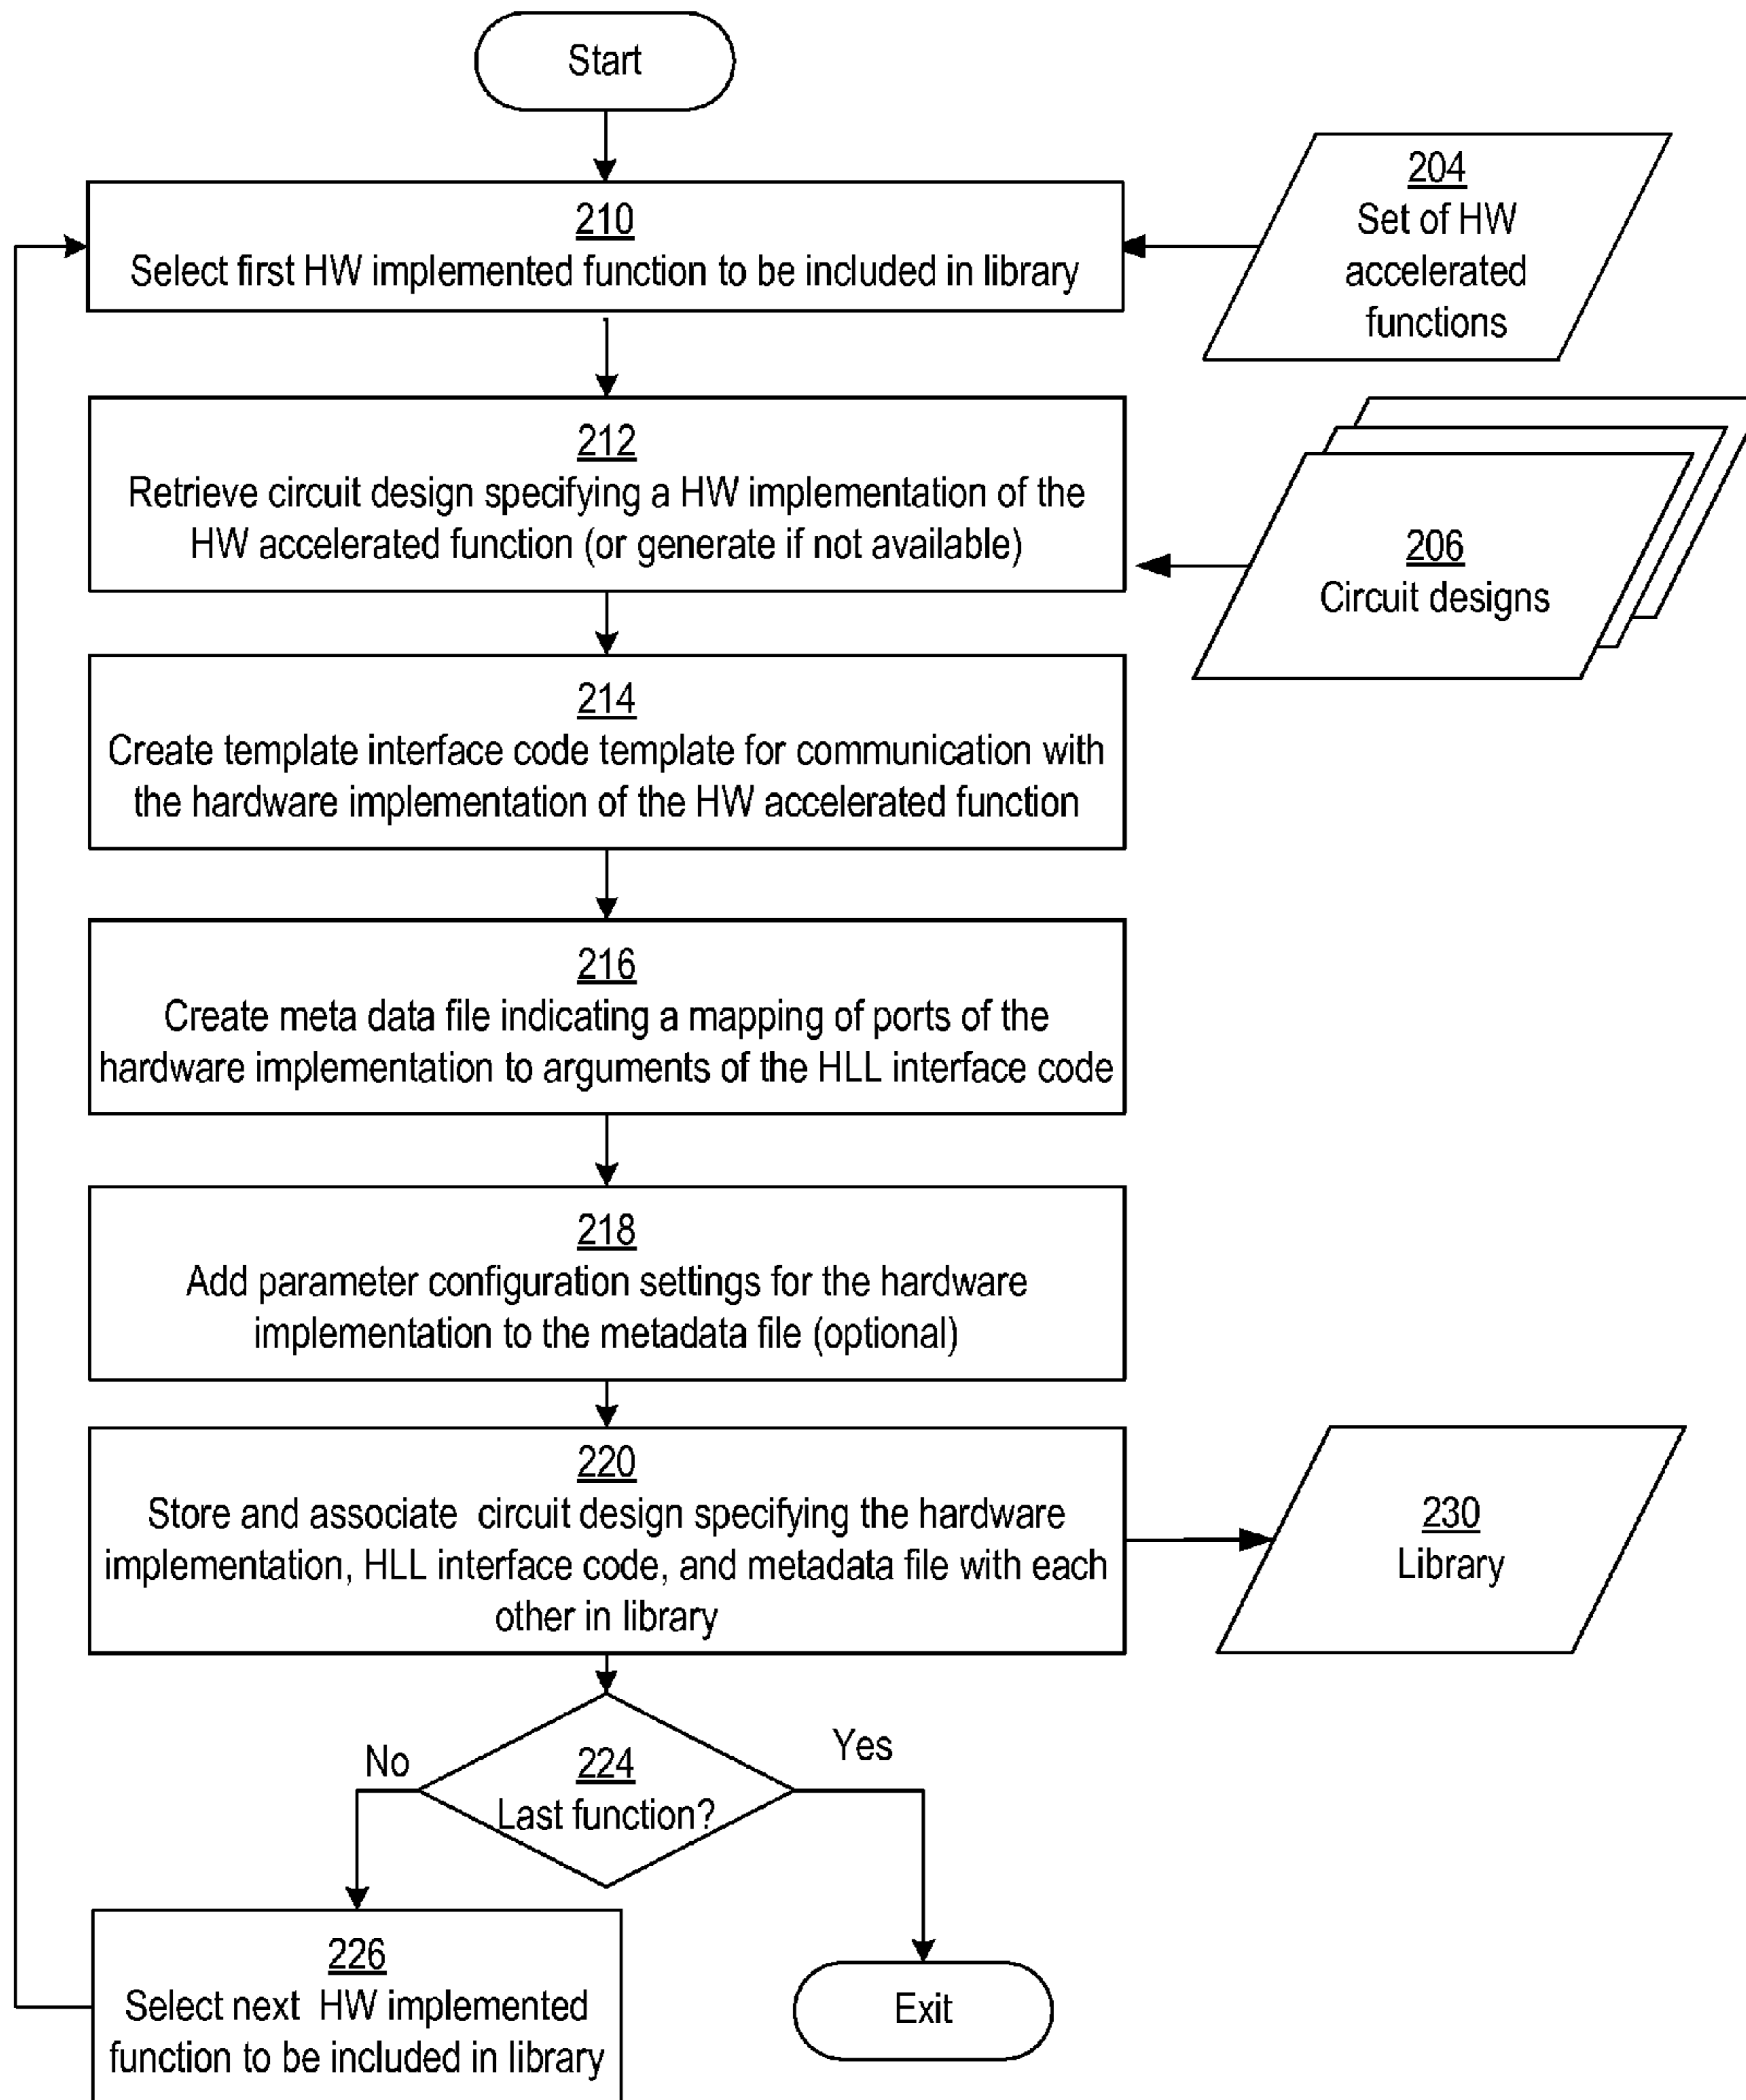 Start
210
Select first HW implemented function to be included in library
204
Set of HW
accelerated
functions
212
Retrieve circuit design specifying a HW implementation of the
HW accelerated function (or generate if not available)
206
Circuit designs
214
Create template interface code template for communication with
the hardware implementation of the HW accelerated function
216
Create meta data file indicating a mapping of ports of the
hardware implementation to arguments of the HLL interface code
218
Add parameter configuration settings for the hardware
implementation to the metadata file (optional)
220
Store and associate circuit design specifying the hardware
implementation, HLL interface code, and metadata file with each
other in library
230
Library
No
Yes
224
Last function?
226
Select next HW implemented
function to be included in library
Exit